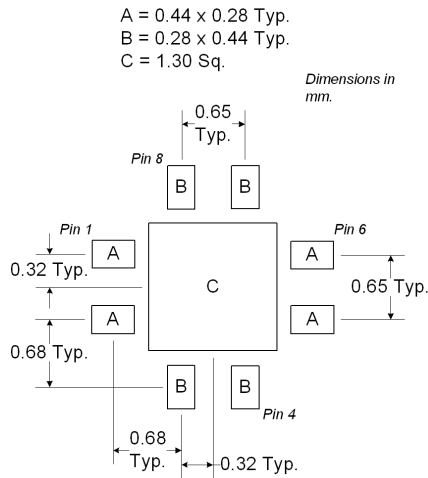 A = 0.44 x 0.28 Typ.
B = 0.28 x 0.44 Typ.
C = 1.30 Sq.
Dimensions in
mm.
0.65
Typ.
Pin 8
B
B
Pin 1
Pin 6
A
A
0.32 Typ.
C
0.65 Typ.
A
A
0.68 Typ.
B
B
Pin 4
0.68
Typ.
0.32 Typ.